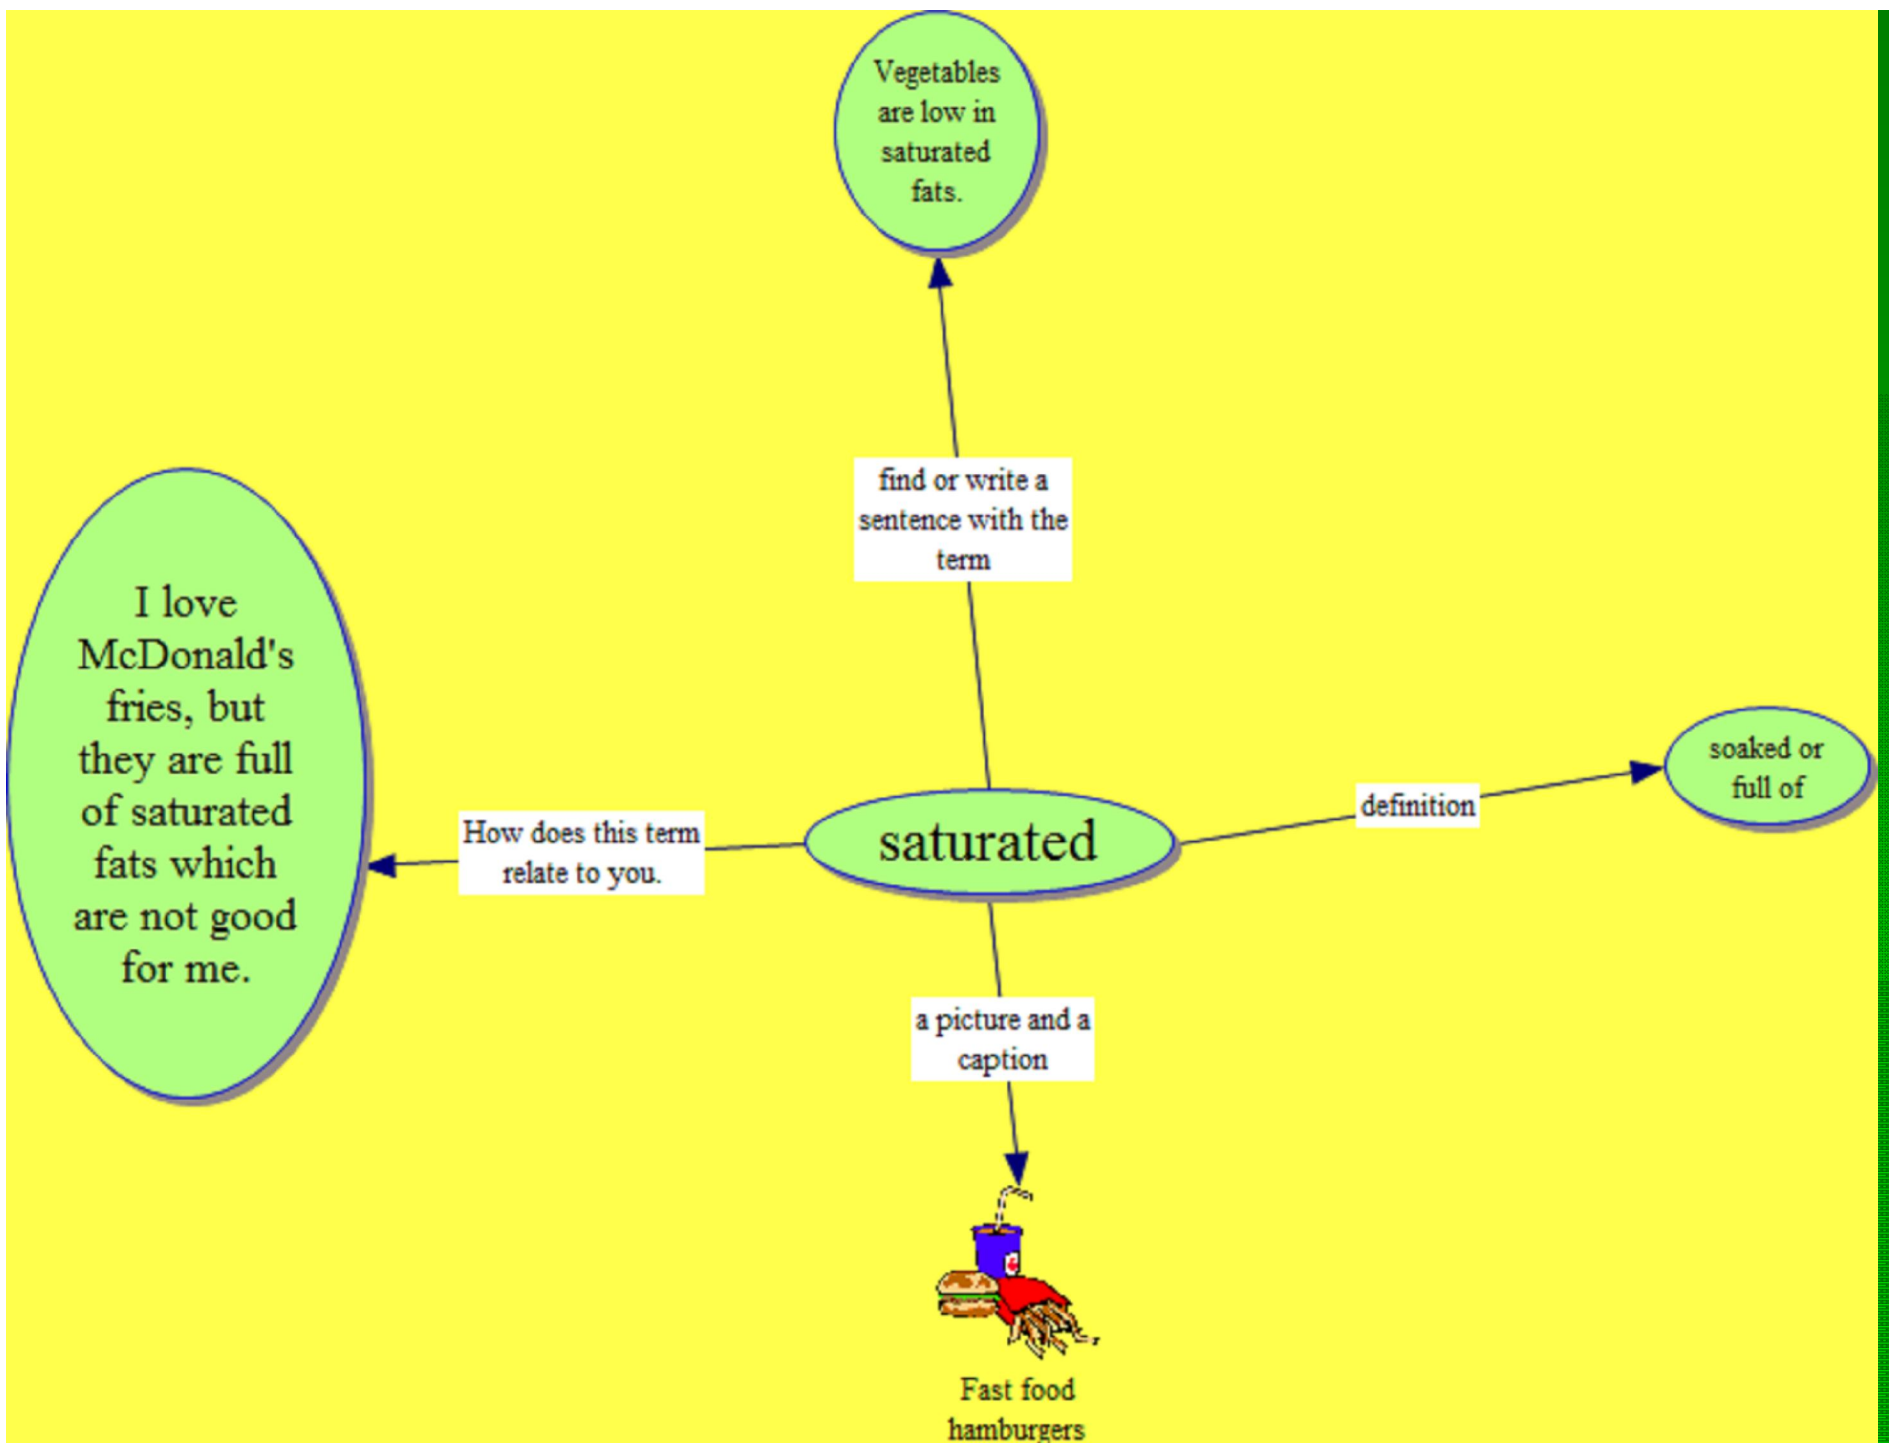 Vegetables
are low in
saturated
fats.
find or write a
sentence with the
term
I love
McDonald's
fries, but
they are full
of saturated
fats which
are not good
for me.
How does this term
relate to you.
saturated
definition
soaked or
full of
a picture and a
caption
Fast food
hamburgers